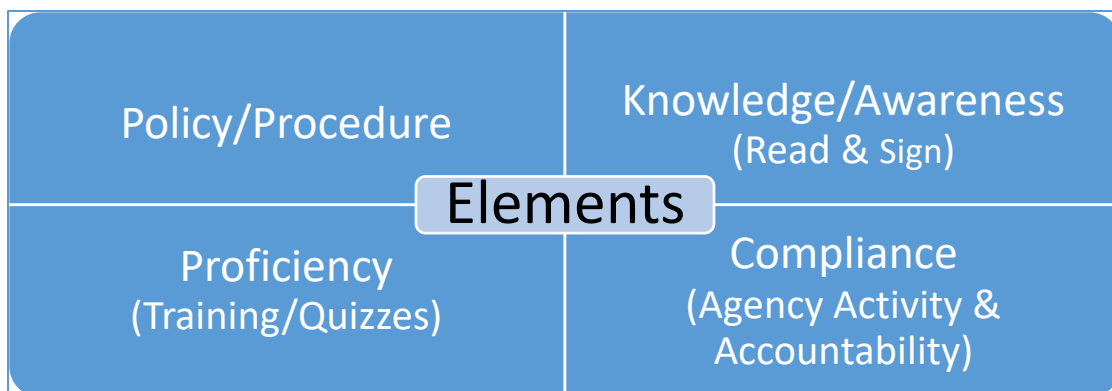 Policy/Procedure
Knowledge/Awareness
(Read & Sign)
Elements
Proficiency
(Training/Quizzes)
Compliance
(Agency Activity &
Accountability)